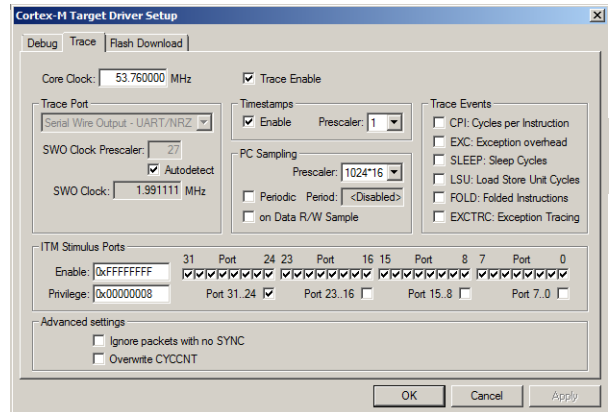 Cortex-M Target Driver Setup
Debug Trace Flash Download
Core Clock: 53.760000 MHz Trace Enable
Trace Port Timestamps Trace Events
Serial Wire Output - UART/NRZ Enable Prescaler: 1 CPI: Cycles per Instruction
EXC: Exception overhead
SWO Clock Prescaler: 27 PC Sampling SLEEP: Sleep Cycles
Autodetect Prescaler: 1024*16 LSU: Load Store Unit Cycles
SWO Clock: 1.991111 MHz Periodic Period: <Disabled> FOLD: Folded Instructions
on Data R/W Sample EXCTRC: Exception Tracing
ITM Stimulus Ports
31 Port 24 23 Port 16 15 Port 8 7 Port 0
Enable: 0xFFFFFFFF
Privilege: 0x00000008 Port 31..24 Port 23..16 Port 15..8 Port 7..0
Advanced settings
Ignore packets with no SYNC
Overwrite CYCCNT
OK Cancel Apply